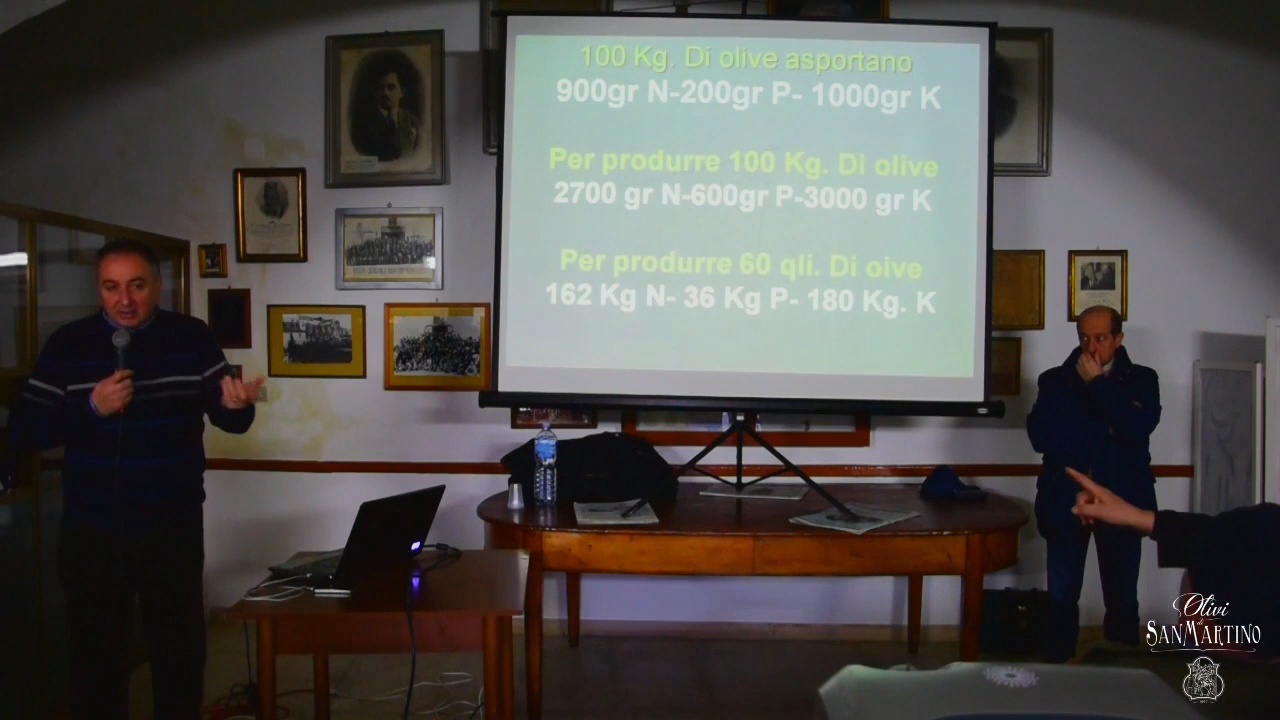 100 Kg. Di olive asportano
900gr N-200gr P- 1000gr K
Per produrre 100 Kg. Di olive
2700 gr N-600gr P-3000 gr K
Per produrre 60 qli. Di oive
162 Kg N- 36 Kg P- 180 Kg. K
Olivi
di
SANMARTINO